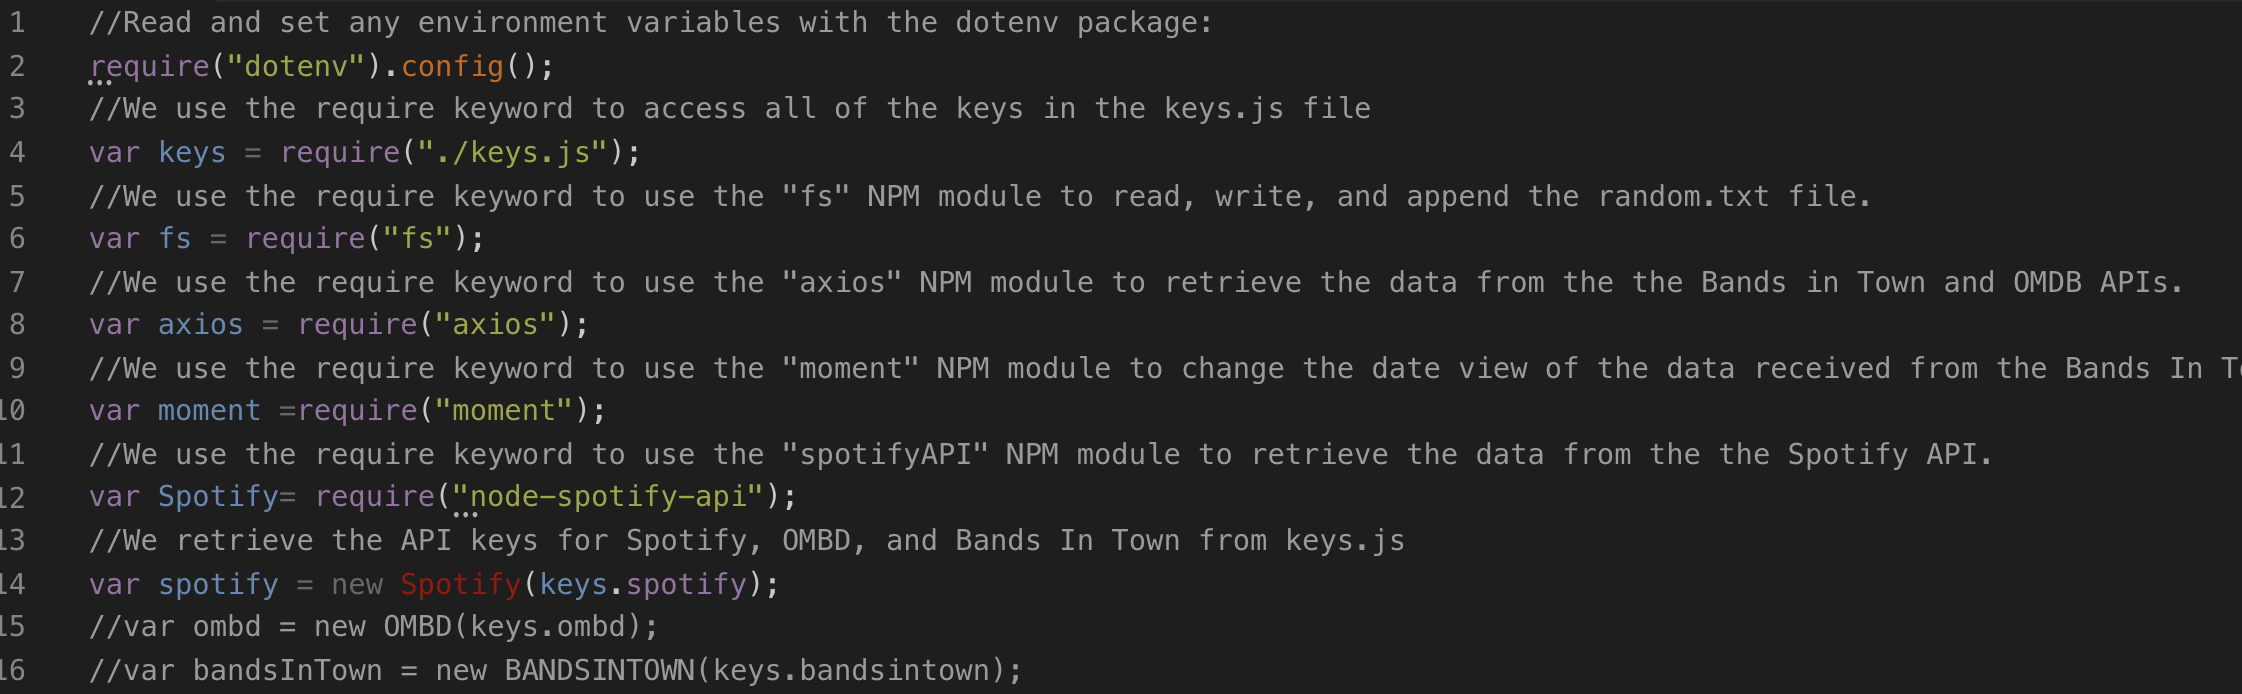 1 //Read and set any environment variables with the dotenv package:
2 require("dotenv").config();
3 //We use the require keyword to access all of the keys in the keys.js file
4 var keys = require("./keys.js");
5 //We use the require keyword to use the "fs" NPM module to read, write, and append the random.txt file.
6 var fs = require("fs");
7 //We use the require keyword to use the "axios" NPM module to retrieve the data from the the Bands in Town and OMDB APIs.
8 var axios = require("axios");
9 //We use the require keyword to use the "moment" NPM module to change the date view of the data received from the Bands In
10 var moment =require("moment");
11 //We use the require keyword to use the "spotifyAPI" NPM module to retrieve the data from the the Spotify API.
12 var Spotify= require("node-spotify-api");
13 //We retrieve the API keys for Spotify, OMBD, and Bands In Town from keys.js
14 var spotify = new Spotify(keys.spotify);
15 //var ombd = new OMBD(keys.ombd);
16 //var bandsInTown = new BANDSINTOWN(keys.bandsintown);